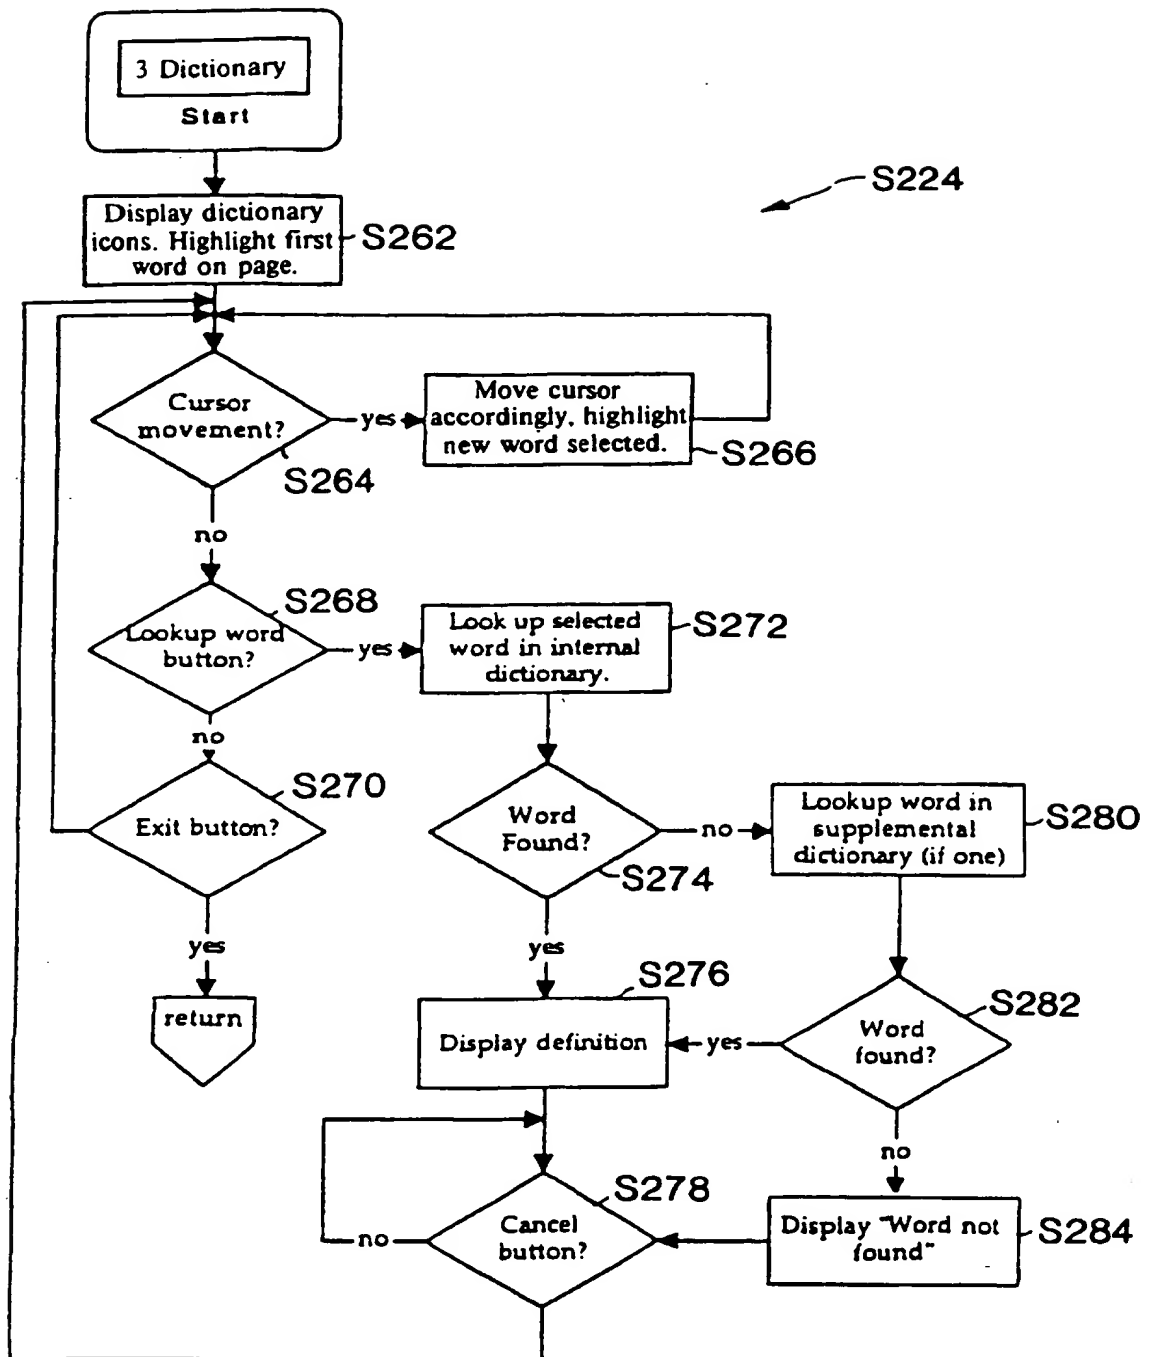 3 Dictionary
Start
S224
Display dictionary
icons. Highlight first
word on page.
S262
Cursor
movement?
S264
yes
Move cursor
accordingly, highlight
new word selected.
S266
no
Lookup word
button?
S268
yes
Look up selected
word in internal
dictionary.
S272
no
Exit button?
S270
Word
Found?
S274
no
Lookup word in
supplemental
dictionary (if one)
S280
yes
return
yes
Display definition
S276
yes
Word
found?
S282
no
Cancel
button?
S278
no
Display "Word not
found"
S284